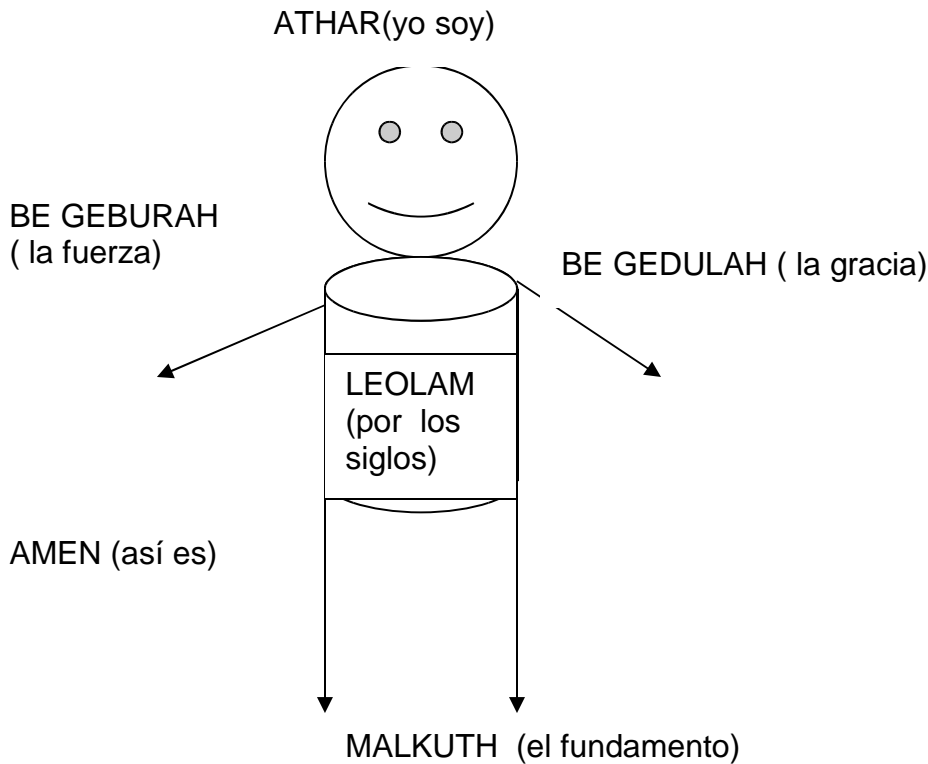 ATHAR(yo soy)
BE GEBURAH
( la fuerza)
BE GEDULAH ( la gracia)
LEOLAM
(por los
siglos)
AMEN (así es)
MALKUTH (el fundamento)